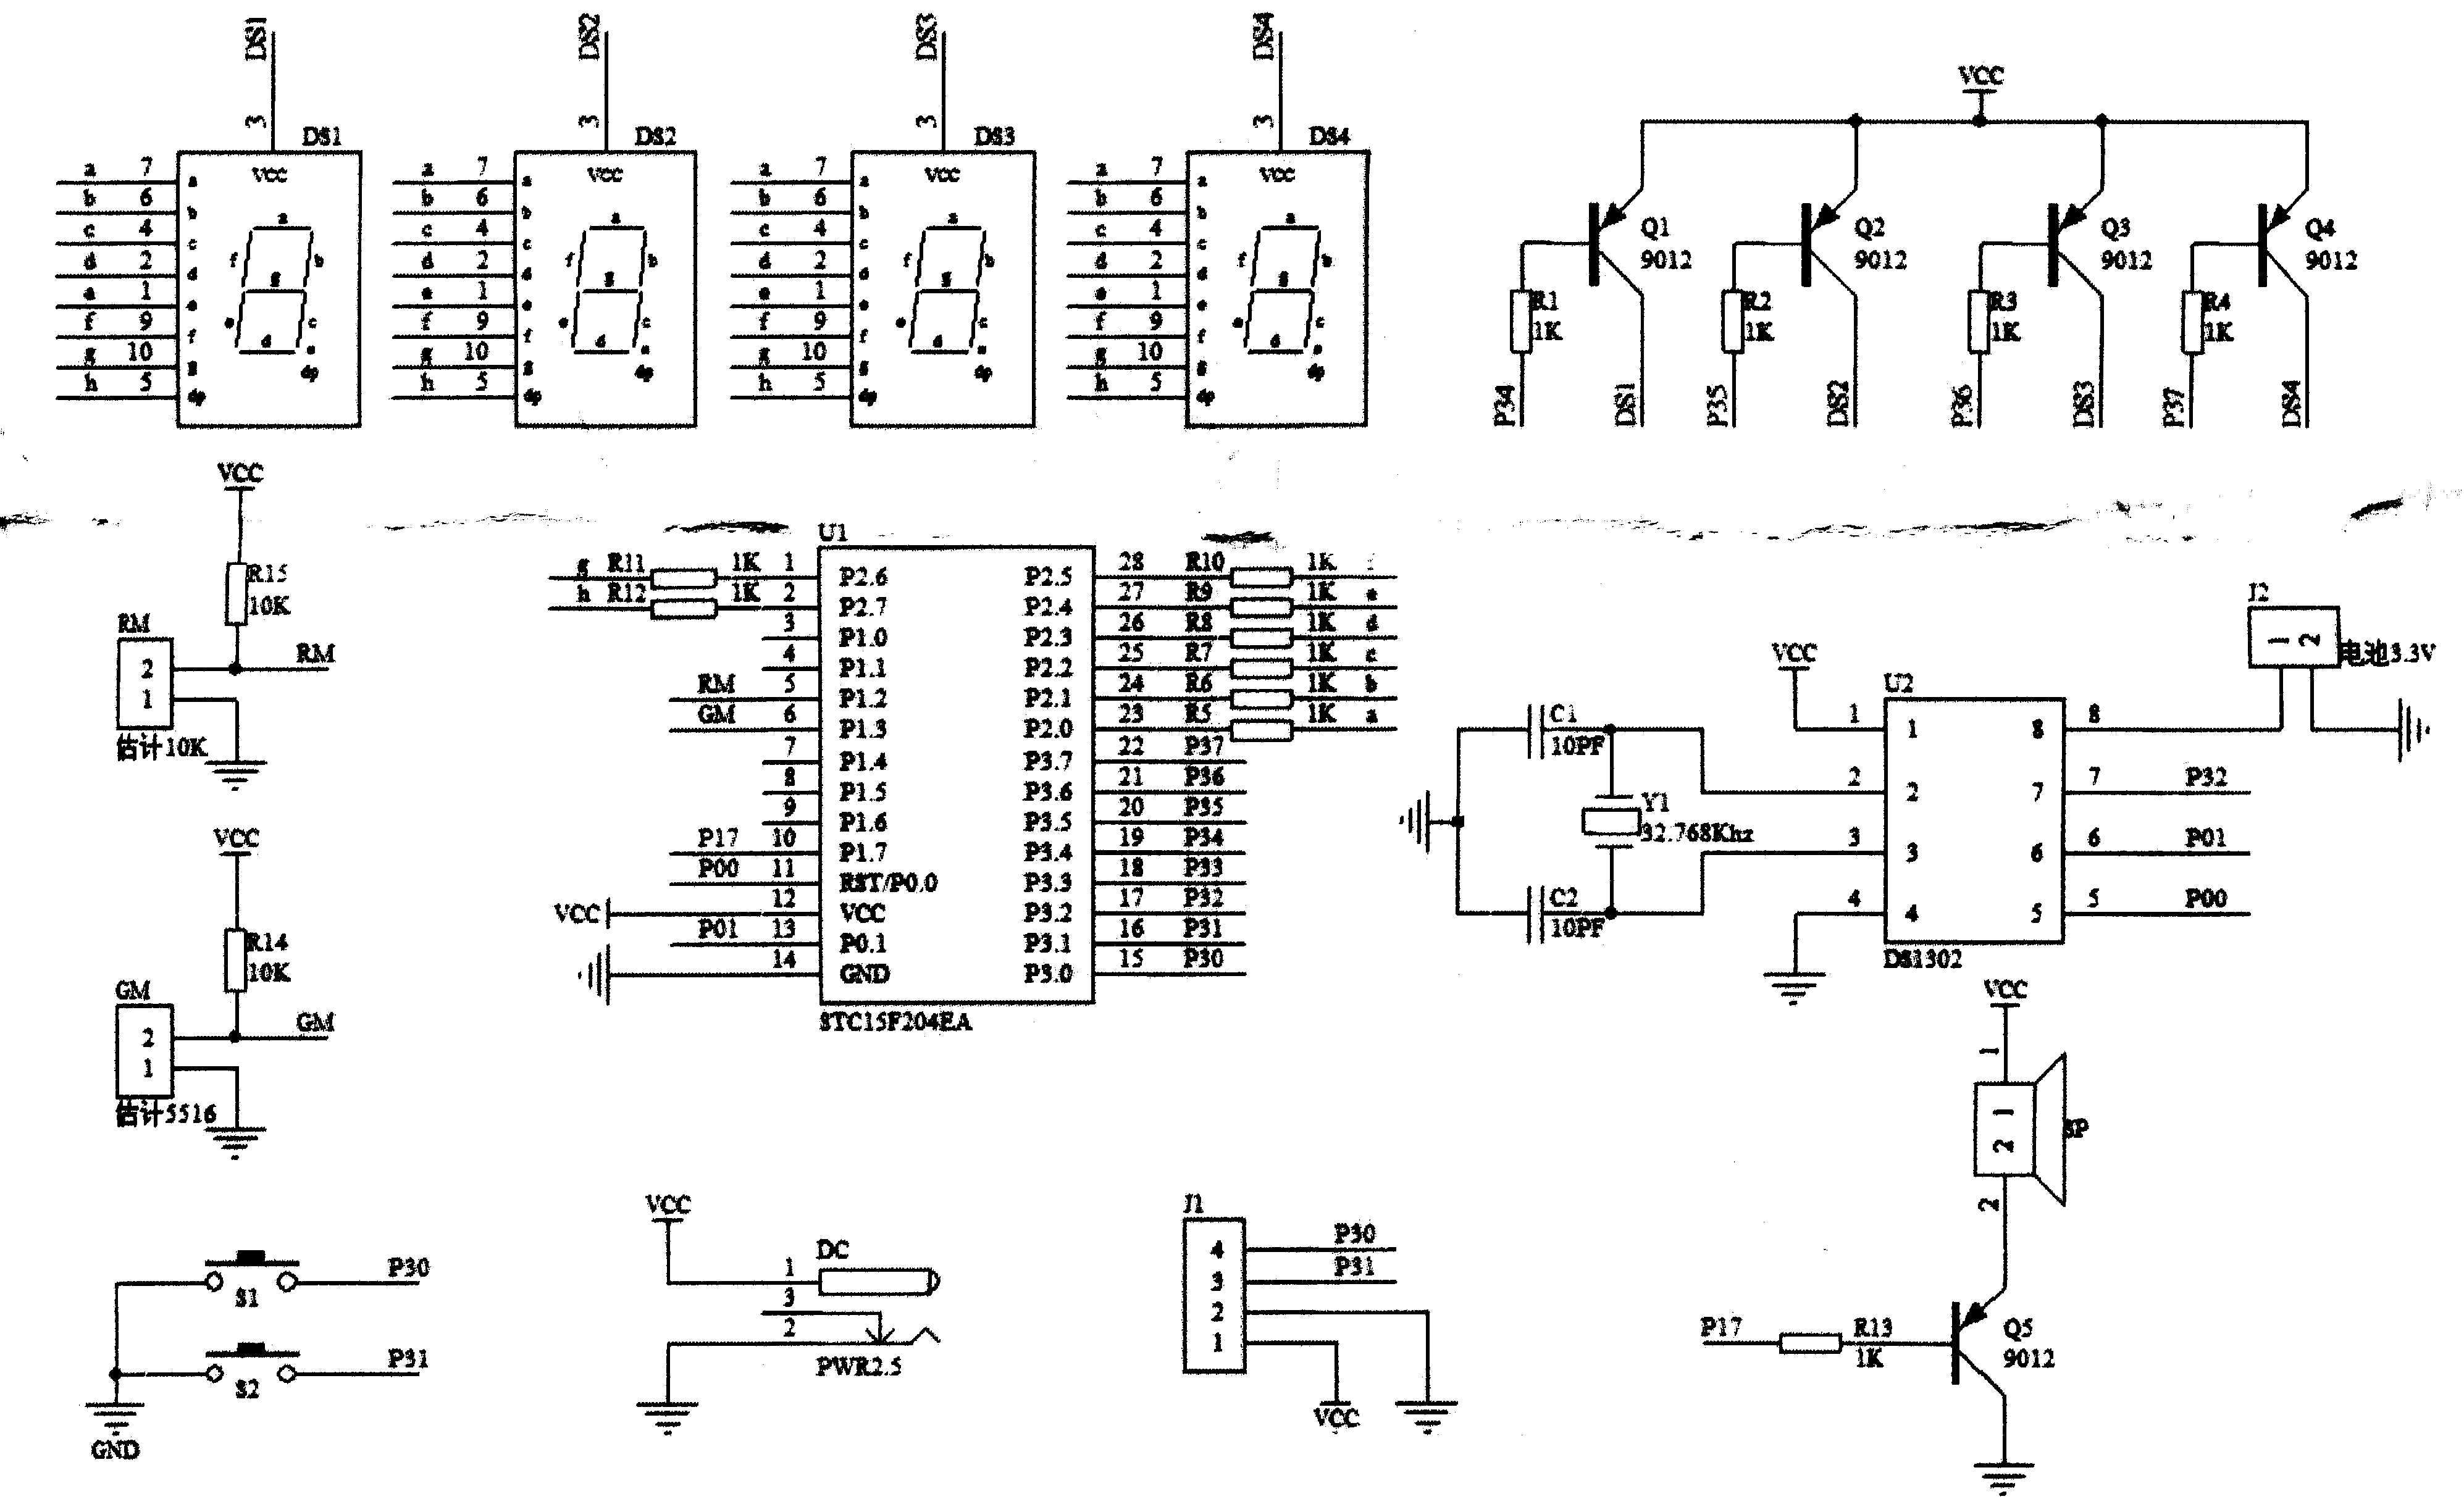 DS1
3
DS1
VCC
a 7 a
b 6 b
c 4 c
d 2 d
a 1 e
f 9 f
g 10 g
h 5 dp
a
f b
g
e c
d
dp
DS2
3
DS2
VCC
a 7 a
b 6 b
c 4 c
d 2 d
e 1 e
f 9 f
g 10 g
h 5 dp
a
f b
g
e c
d
dp
DS3
3
DS3
VCC
a 7 a
b 6 b
c 4 c
d 2 d
e 1 e
f 9 f
g 10 g
h 5 dp
a
f b
g
e c
d
dp
DS4
3
DS4
VCC
a 7 a
b 6 b
c 4 c
d 2 d
e 1 e
f 9 f
g 10 g
h 5 dp
a
f b
g
e c
d
dp
VCC
Q1
9012
R1
1K
P34
DS1
Q2
9012
R2
1K
P35
DS2
Q3
9012
R3
1K
P36
DS3
Q4
9012
R4
1K
P37
DS4
VCC
R15
10K
RM
2
1
RM
估计10K
VCC
R14
10K
GM
2
1
GM
估计5516
U1
g R11 1K 1 P2.6
h R12 1K 2 P2.7
3 P1.0
4 P1.1
RM 5 P1.2
GM 6 P1.3
7 P1.4
8 P1.5
9 P1.6
P17 10 P1.7
P00 11 RST/P0.0
VCC 12 VCC
P01 13 P0.1
14 GND
P2.5 28 R10 1K
P2.4 27 R9 1K e
P2.3 26 R8 1K d
P2.2 25 R7 1K c
P2.1 24 R6 1K b
P2.0 23 R5 1K a
P3.7 22 P37
P3.6 21 P36
P3.5 20 P35
P3.4 19 P34
P3.3 18 P33
P3.2 17 P32
P3.1 16 P31
P3.0 15 P30
STC15F204EA
J2
1 2
电池3.3V
VCC
U2
1 1
2 2
3 3
4 4
8 8
7 7 P32
6 6 P01
5 5 P00
DS1302
C1
10PF
Y1
32.768Khz
C2
10PF
VCC
1
1
2
SP
2
P17 R13
1K
Q5
9012
S1 P30
S2 P31
GND
VCC
DC
1
3
2
PWR2.5
J1
4 P30
3 P31
2
1
VCC